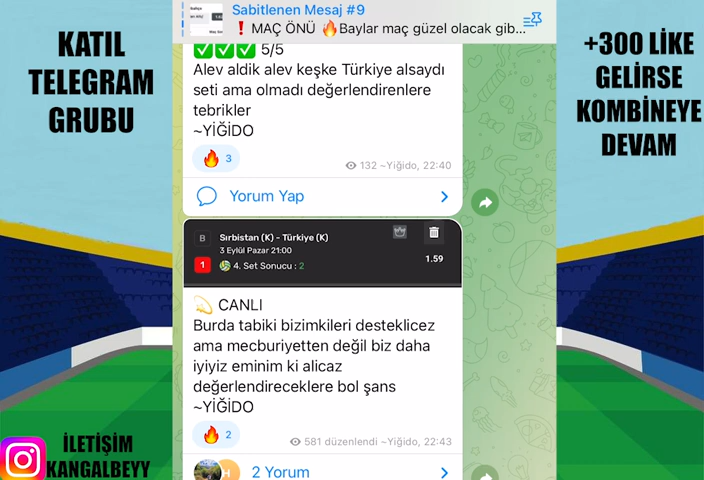 KATIL
TELEGRAM
GRUBU
Sabitlenen Mesaj #9
❗ MAÇ ÖNÜ 🔥Baylar maç güzel olacak gib...
✅✅✅ 5/5
Alev aldik alev keşke Türkiye alsaydı
seti ama olmadı değerlendirenlere
tebrikler
~YİĞİDO
🔥 3
132 ~Yiğido, 22:40
Yorum Yap
B
Sırbistan (K) - Türkiye (K)
3 Eylül Pazar 21:00
1
4. Set Sonucu : 2
1.59
💫 CANLI
Burda tabiki bizimkileri desteklicez
ama mecburiyetten değil biz daha
iyiyiz eminim ki alicaz
değerlendireceklere bol şans
~YİĞİDO
🔥 2
581 düzenlendi ~Yiğido, 22:43
H
2 Yorum
+300 LİKE
GELİRSE
KOMBİNEYE
DEVAM
İLETİŞİM
KANGALBEYY